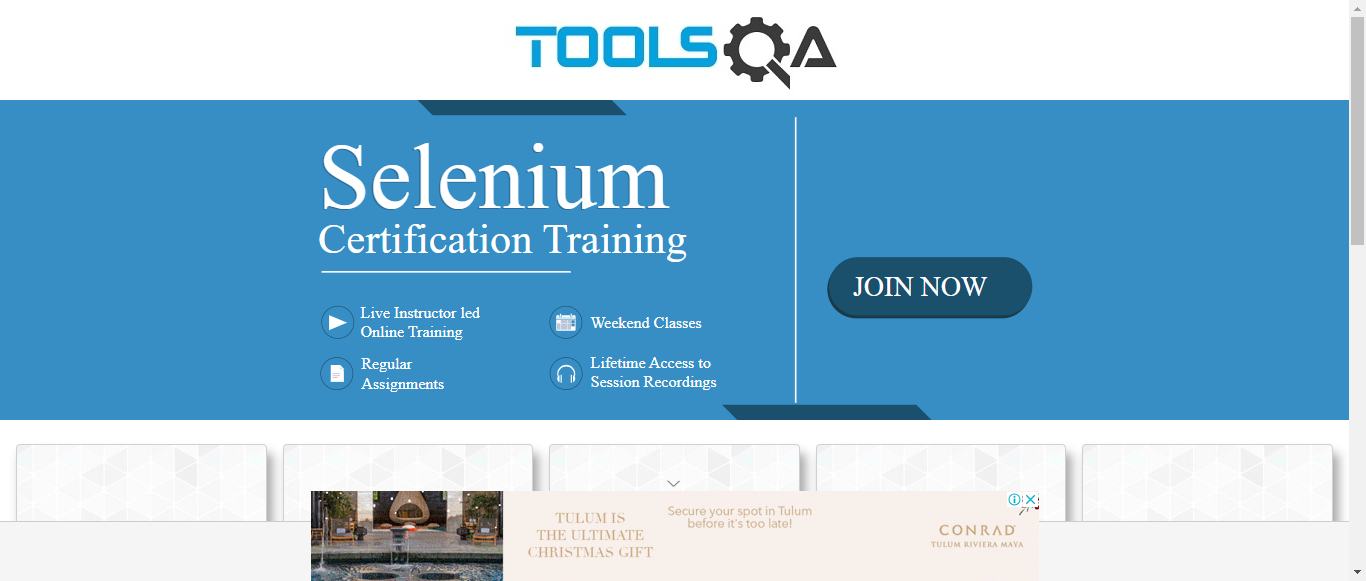 TOOLSQA
Selenium
Certification Training
Live Instructor led
Online Training
Weekend Classes
Regular
Assignments
Lifetime Access to
Session Recordings
JOIN NOW
TULUM IS
THE ULTIMATE
CHRISTMAS GIFT
Secure your spot in Tulum
before it's too late!
CONRAD
TULUM RIVIERA MAYA